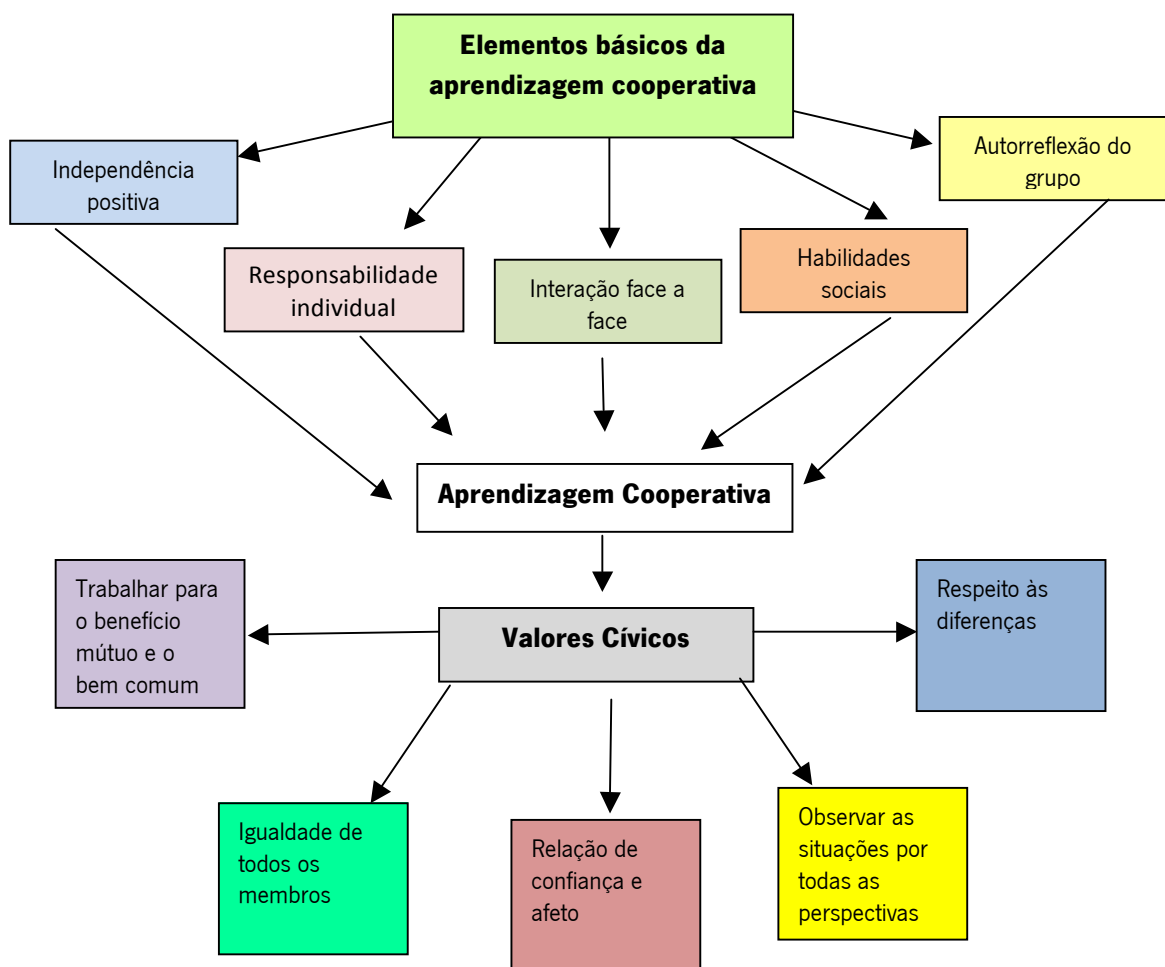 Elementos básicos da
aprendizagem cooperativa
Independência
positiva
Responsabilidade
individual
Interação face a
face
Habilidades
sociais
Autorreflexão do
grupo
Aprendizagem Cooperativa
Trabalhar para
o benefício
mútuo e o
bem comum
Valores Cívicos
Respeito às
diferenças
Igualdade de
todos os
membros
Relação de
confiança e
afeto
Observar as
situações por
todas as
perspectivas